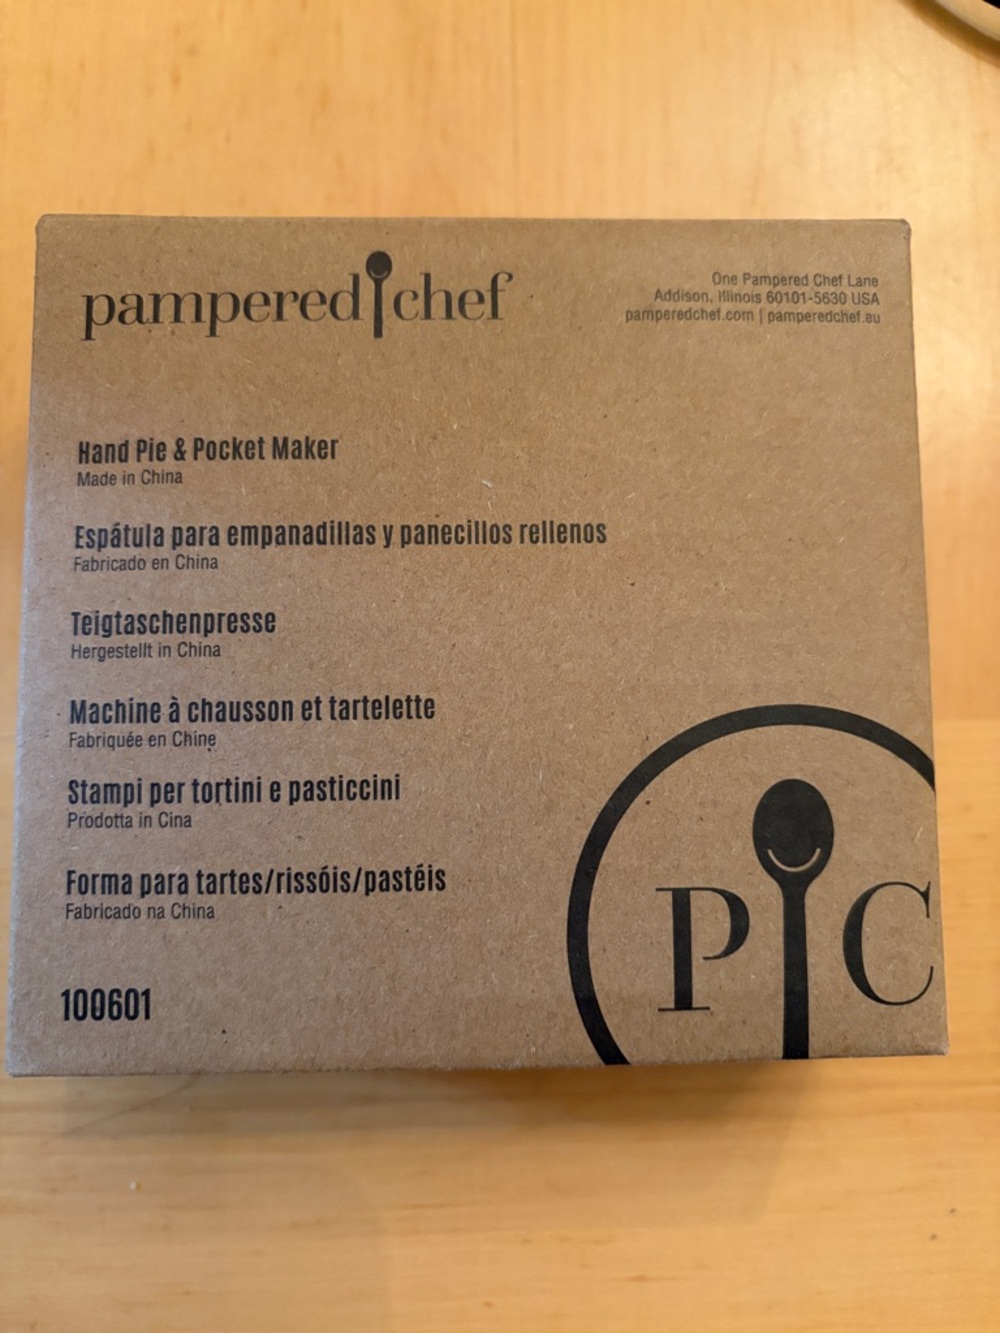 pampered chef
One Pampered Chef Lane
Addison, Illinois 60101-5630 USA
pamperedchef.com | pamperedchef.eu
Hand Pie & Pocket Maker
Made in China
Espátula para empanadillas y panecillos rellenos
Fabricado en China
Teigtaschenpresse
Hergestellt in China
Machine à chausson et tartelette
Fabriquée en Chine
Stampi per tortini e pasticcini
Prodotta in Cina
Forma para tartes/rissóis/pastéis
Fabricado na China
100601
P C